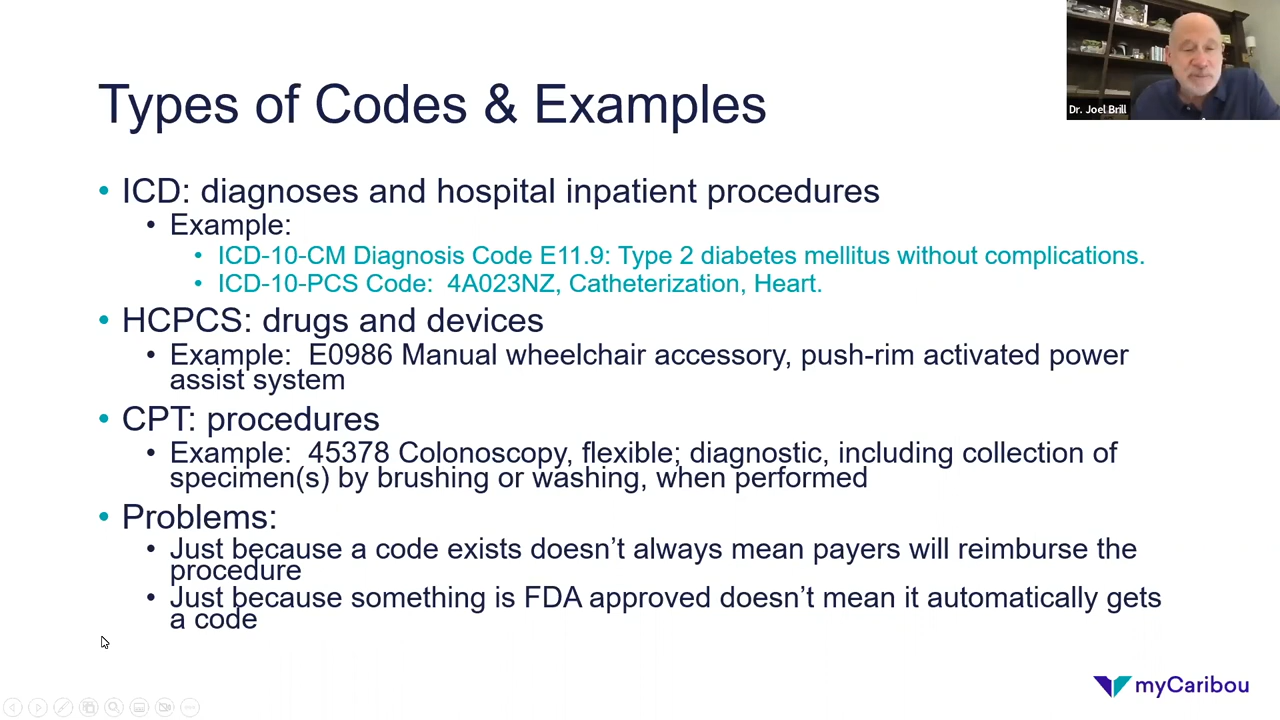 Dr. Joel Brill
Types of Codes & Examples
• ICD: diagnoses and hospital inpatient procedures
• Example:
• ICD-10-CM Diagnosis Code E11.9: Type 2 diabetes mellitus without complications.
• ICD-10-PCS Code:  4A023NZ, Catheterization, Heart.
• HCPCS: drugs and devices
• Example:  E0986 Manual wheelchair accessory, push-rim activated power
assist system
• CPT: procedures
• Example:  45378 Colonoscopy, flexible; diagnostic, including collection of
specimen(s) by brushing or washing, when performed
• Problems:
• Just because a code exists doesn’t always mean payers will reimburse the
procedure
• Just because something is FDA approved doesn’t mean it automatically gets
a code
myCaribou